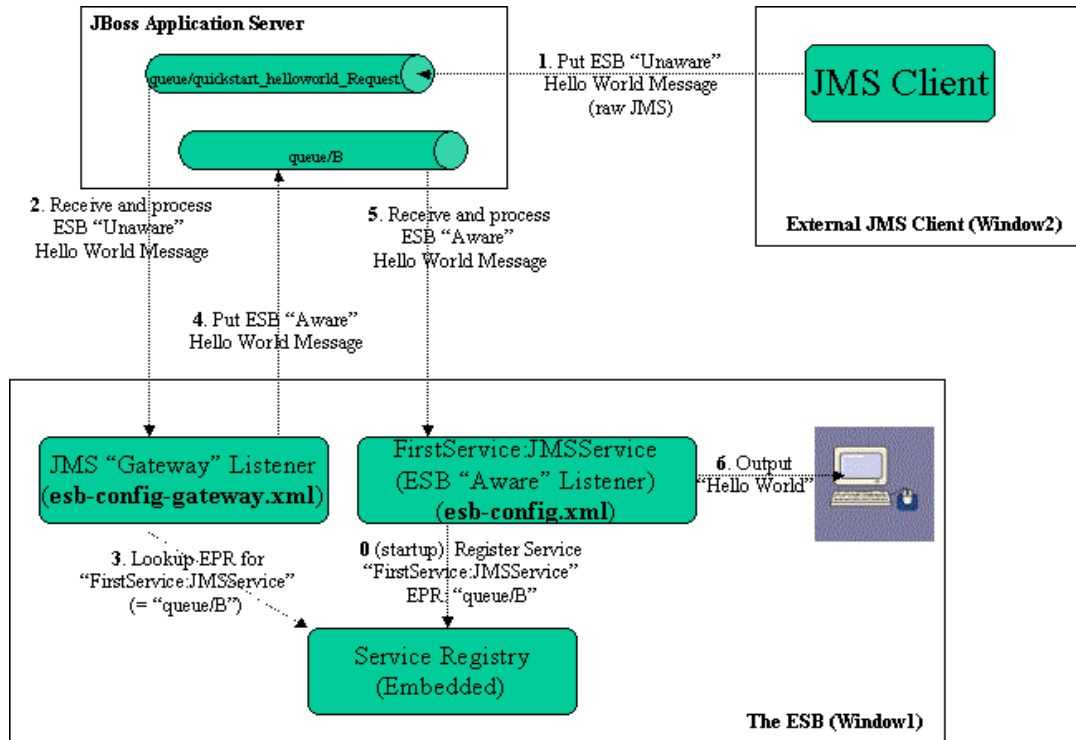 JBoss Application Server
queue/quickstart_helloworld_Request
queue/B
1. Put ESB “Unaware”
Hello World Message
(raw JMS)
JMS Client
External JMS Client (Window2)
2. Receive and process
ESB “Unaware”
Hello World Message
5. Receive and process
ESB “Aware”
Hello World Message
4. Put ESB “Aware”
Hello World Message
JMS “Gateway” Listener
(esb-config-gateway.xml)
FirstService:JMSService
(ESB “Aware” Listener)
(esb-config.xml)
6. Output
“Hello World”
3. Lookup EPR for
“FirstService:JMSService”
(= “queue/B”)
0 (startup) Register Service
“FirstService:JMSService”
EPR: “queue/B”
Service Registry
(Embedded)
The ESB (Window1)